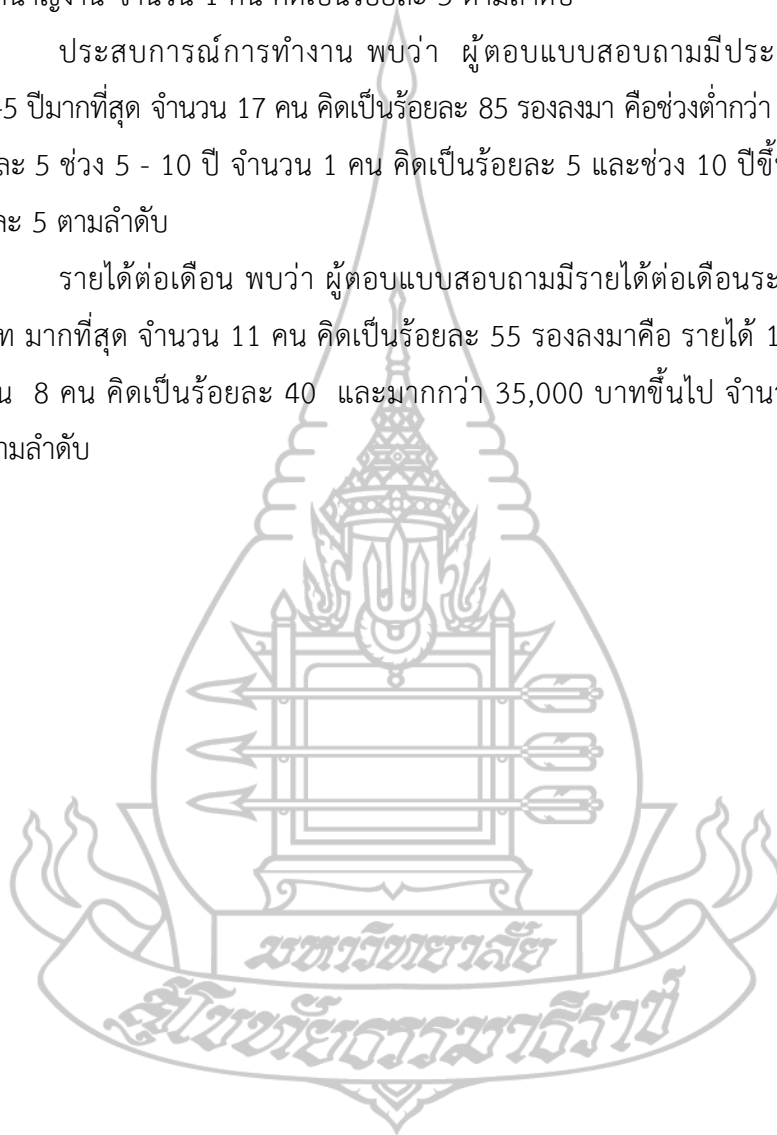 จำนวน 1 คน คิดเป็นร้อยละ 5 ตามลำดับ
ประสบการณ์การทำงาน พบว่า ผู้ตอบแบบสอบถามมีประ
5 ปีมากที่สุด จำนวน 17 คน คิดเป็นร้อยละ 85 รองลงมา คือช่วงต่ำกว่า
ละ 5 ช่วง 5 - 10 ปี จำนวน 1 คน คิดเป็นร้อยละ 5 และช่วง 10 ปีขึ้น
ละ 5 ตามลำดับ
รายได้ต่อเดือน พบว่า ผู้ตอบแบบสอบถามมีรายได้ต่อเดือนระ
ท มากที่สุด จำนวน 11 คน คิดเป็นร้อยละ 55 รองลงมาคือ รายได้ 1
น 8 คน คิดเป็นร้อยละ 40 และมากกว่า 35,000 บาทขึ้นไป จำน
ามลำดับ
มหาวิทยาลัย
สุโขทัยธรรมาธิราช